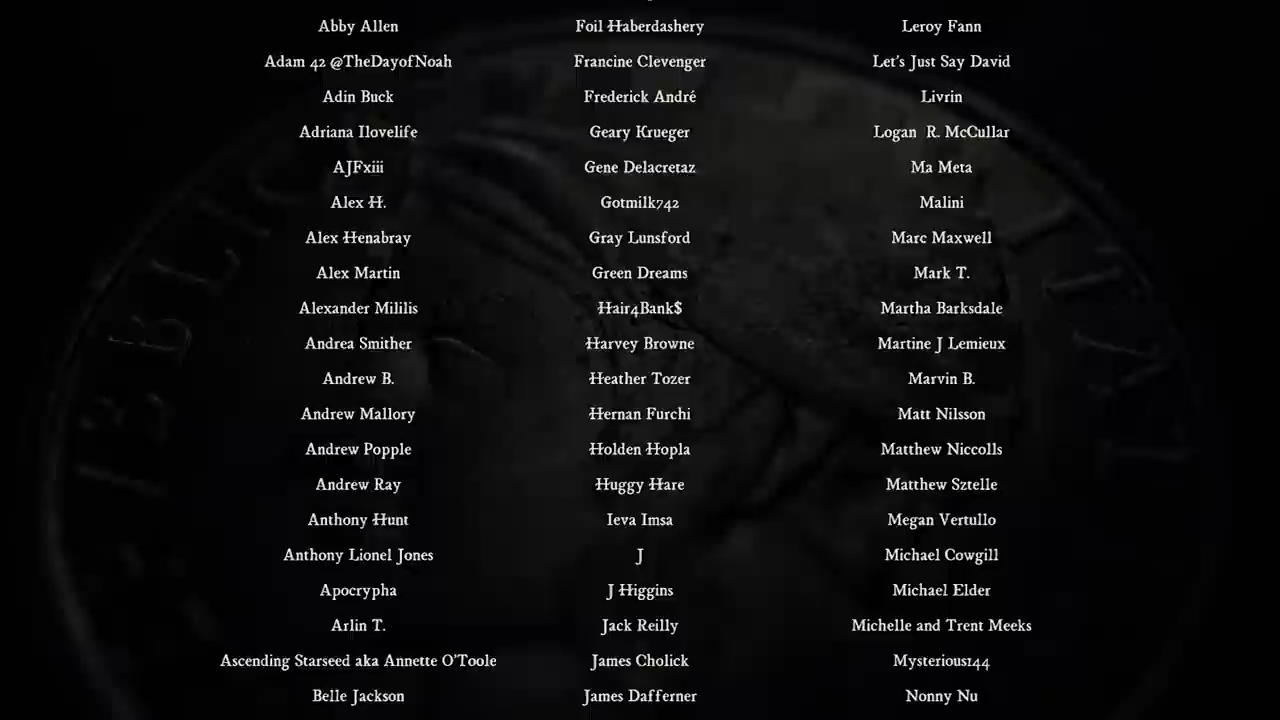 Abby Allen
Adam 42 @TheDayofNoah
Adin Buck
Adriana Ilovelife
AJFxiii
Alex H.
Alex Henabray
Alex Martin
Alexander Mililis
Andrea Smither
Andrew B.
Andrew Mallory
Andrew Popple
Andrew Ray
Anthony Hunt
Anthony Lionel Jones
Apocrypha
Arlin T.
Ascending Starseed aka Annette O'Toole
Belle Jackson
Foil Haberdashery
Francine Clevenger
Frederick André
Geary Krueger
Gene Delacretaz
Gotmilk742
Gray Lunsford
Green Dreams
Hair4Bank$
Harvey Browne
Heather Tozer
Hernan Furchi
Holden Hopla
Huggy Hare
Ieva Imsa
J
J Higgins
Jack Reilly
James Cholick
James Dafferner
Leroy Fann
Let's Just Say David
Livrin
Logan  R. McCullar
Ma Meta
Malini
Marc Maxwell
Mark T.
Martha Barksdale
Martine J Lemieux
Marvin B.
Matt Nilsson
Matthew Niccolls
Matthew Sztelle
Megan Vertullo
Michael Cowgill
Michael Elder
Michelle and Trent Meeks
Mysterious144
Nonny Nu